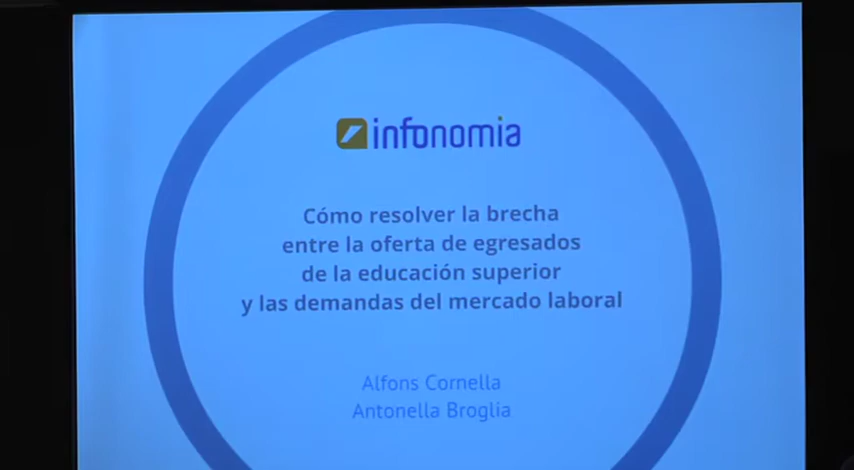 infonomia
Cómo resolver la brecha
entre la oferta de egresados
de la educación superior
y las demandas del mercado laboral
Alfons Cornella
Antonella Broglia